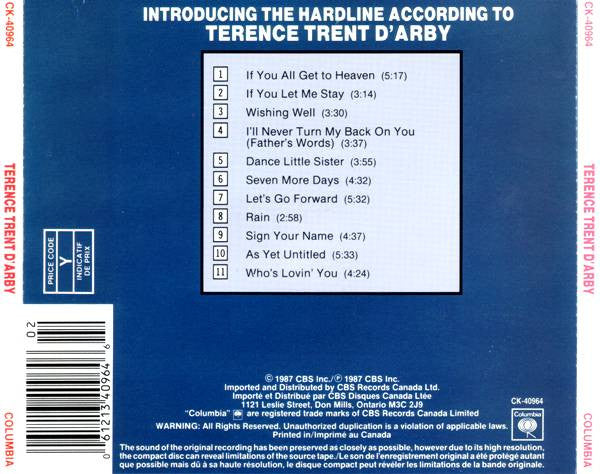 CK-40964
TERENCE TRENT D'ARBY
COLUMBIA
INTRODUCING THE HARDLINE ACCORDING TO
TERENCE TRENT D'ARBY
1 If You All Get to Heaven (5:17)
2 If You Let Me Stay (3:14)
3 Wishing Well (3:30)
4 I'll Never Turn My Back On You
(Father's Words) (3:37)
5 Dance Little Sister (3:55)
6 Seven More Days (4:32)
7 Let's Go Forward (5:32)
8 Rain (2:58)
9 Sign Your Name (4:37)
10 As Yet Untitled (5:33)
11 Who's Lovin' You (4:24)
PRICE CODE
Y
INDICATIF
DE PRIX
02
0 61213 40964 6
© 1987 CBS Inc./℗ 1987 CBS Inc.
Imported and Distributed by CBS Records Canada Ltd.
Importé et Distribué par CBS Disques Canada Ltée
1121 Leslie Street, Don Mills, Ontario M3C 2J9
"Columbia" are registered trade marks of CBS Records Canada Limited
WARNING: All Rights Reserved. Unauthorized duplication is a violation of applicable laws.
Printed in/Imprimé au Canada
CK-40964
Columbia
The sound of the original recording has been preserved as closely as possible, however due to its high resolution,
the compact disc can reveal limitations of the source tape./Le son de l'enregistrement original a été protégé autant
que possible mais dû à sa haute résolution, le disque compact peut révéler les limitations de la bande originale.
CK-40964
TERENCE TRENT D'ARBY
COLUMBIA